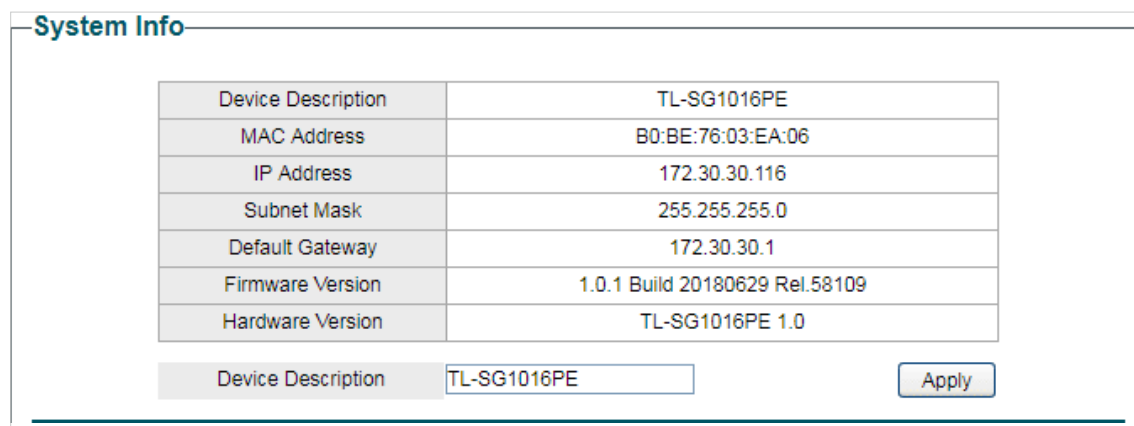 System Info
Device Description TL-SG1016PE
MAC Address B0:BE:76:03:EA:06
IP Address 172.30.30.116
Subnet Mask 255.255.255.0
Default Gateway 172.30.30.1
Firmware Version 1.0.1 Build 20180629 Rel.58109
Hardware Version TL-SG1016PE 1.0
Device Description TL-SG1016PE Apply